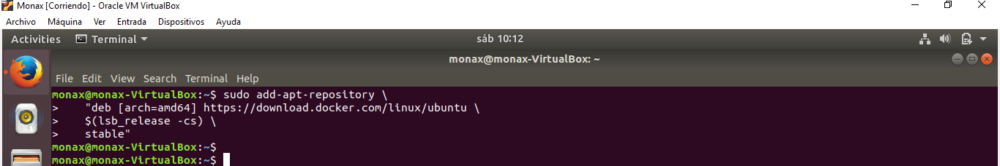 Monax [Corriendo] - Oracle VM VirtualBox
Archivo Máquina Ver Entrada Dispositivos Ayuda
Activities Terminal sáb 10:12
monax@monax-VirtualBox: ~
File Edit View Search Terminal Help
monax@monax-VirtualBox:~$ sudo add-apt-repository \
> "deb [arch=amd64] https://download.docker.com/linux/ubuntu \
> $(lsb_release -cs) \
> stable"
monax@monax-VirtualBox:~$
monax@monax-VirtualBox:~$